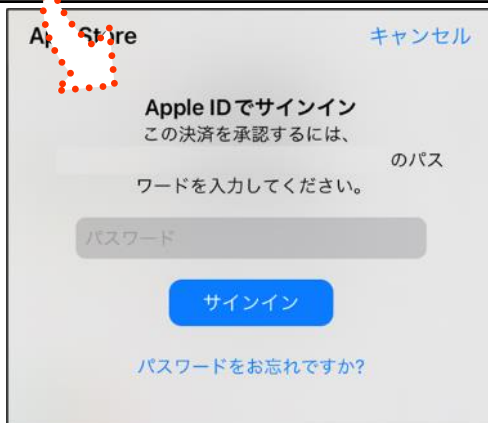 App Store
キャンセル
Apple IDでサインイン
この決済を承認するには、
のパス
ワードを入力してください。
パスワード
サインイン
パスワードをお忘れですか?